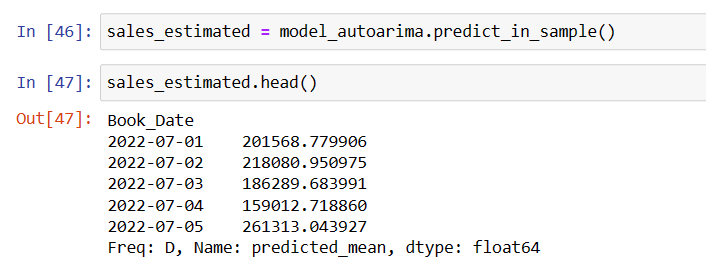 In [46]: sales_estimated = model_autoarima.predict_in_sample()
In [47]: sales_estimated.head()
Out[47]: Book_Date
2022-07-01    201568.779906
2022-07-02    218080.950975
2022-07-03    186289.683991
2022-07-04    159012.718860
2022-07-05    261313.043927
Freq: D, Name: predicted_mean, dtype: float64